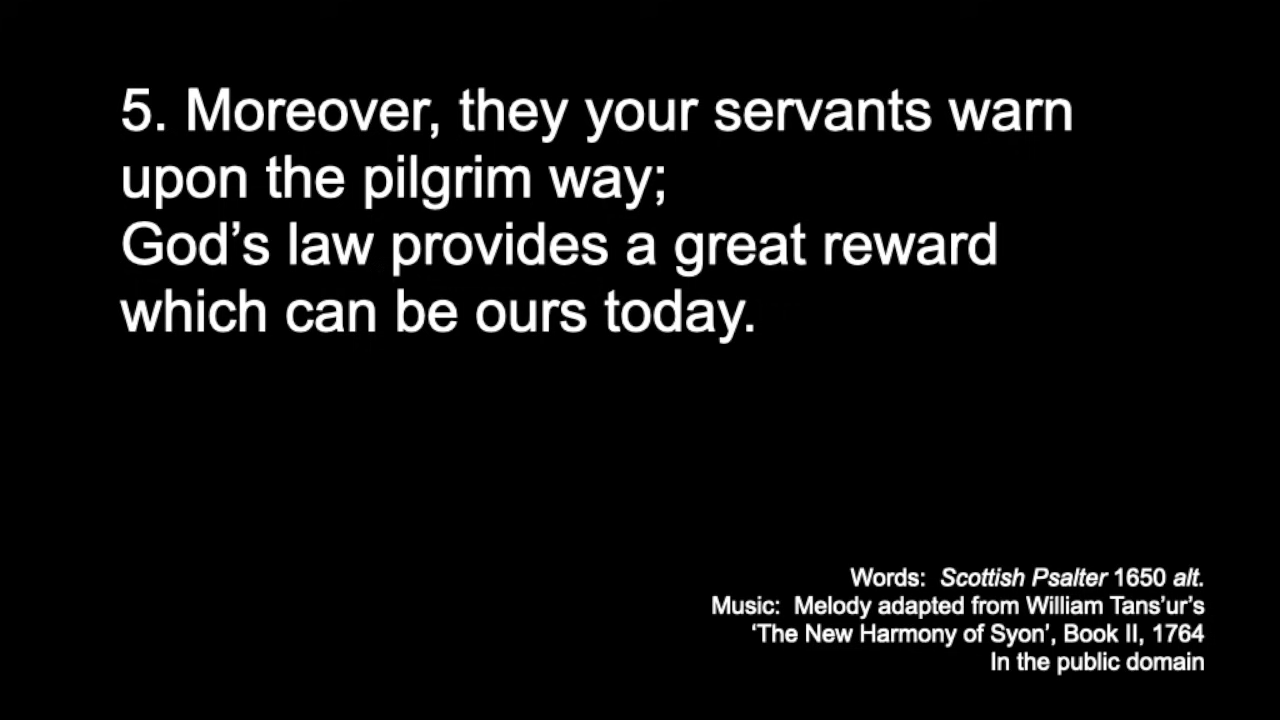 5. Moreover, they your servants warn
upon the pilgrim way;
God’s law provides a great reward
which can be ours today.
Words:  Scottish Psalter 1650 alt.
Music:  Melody adapted from William Tans’ur’s
‘The New Harmony of Syon’, Book II, 1764
In the public domain